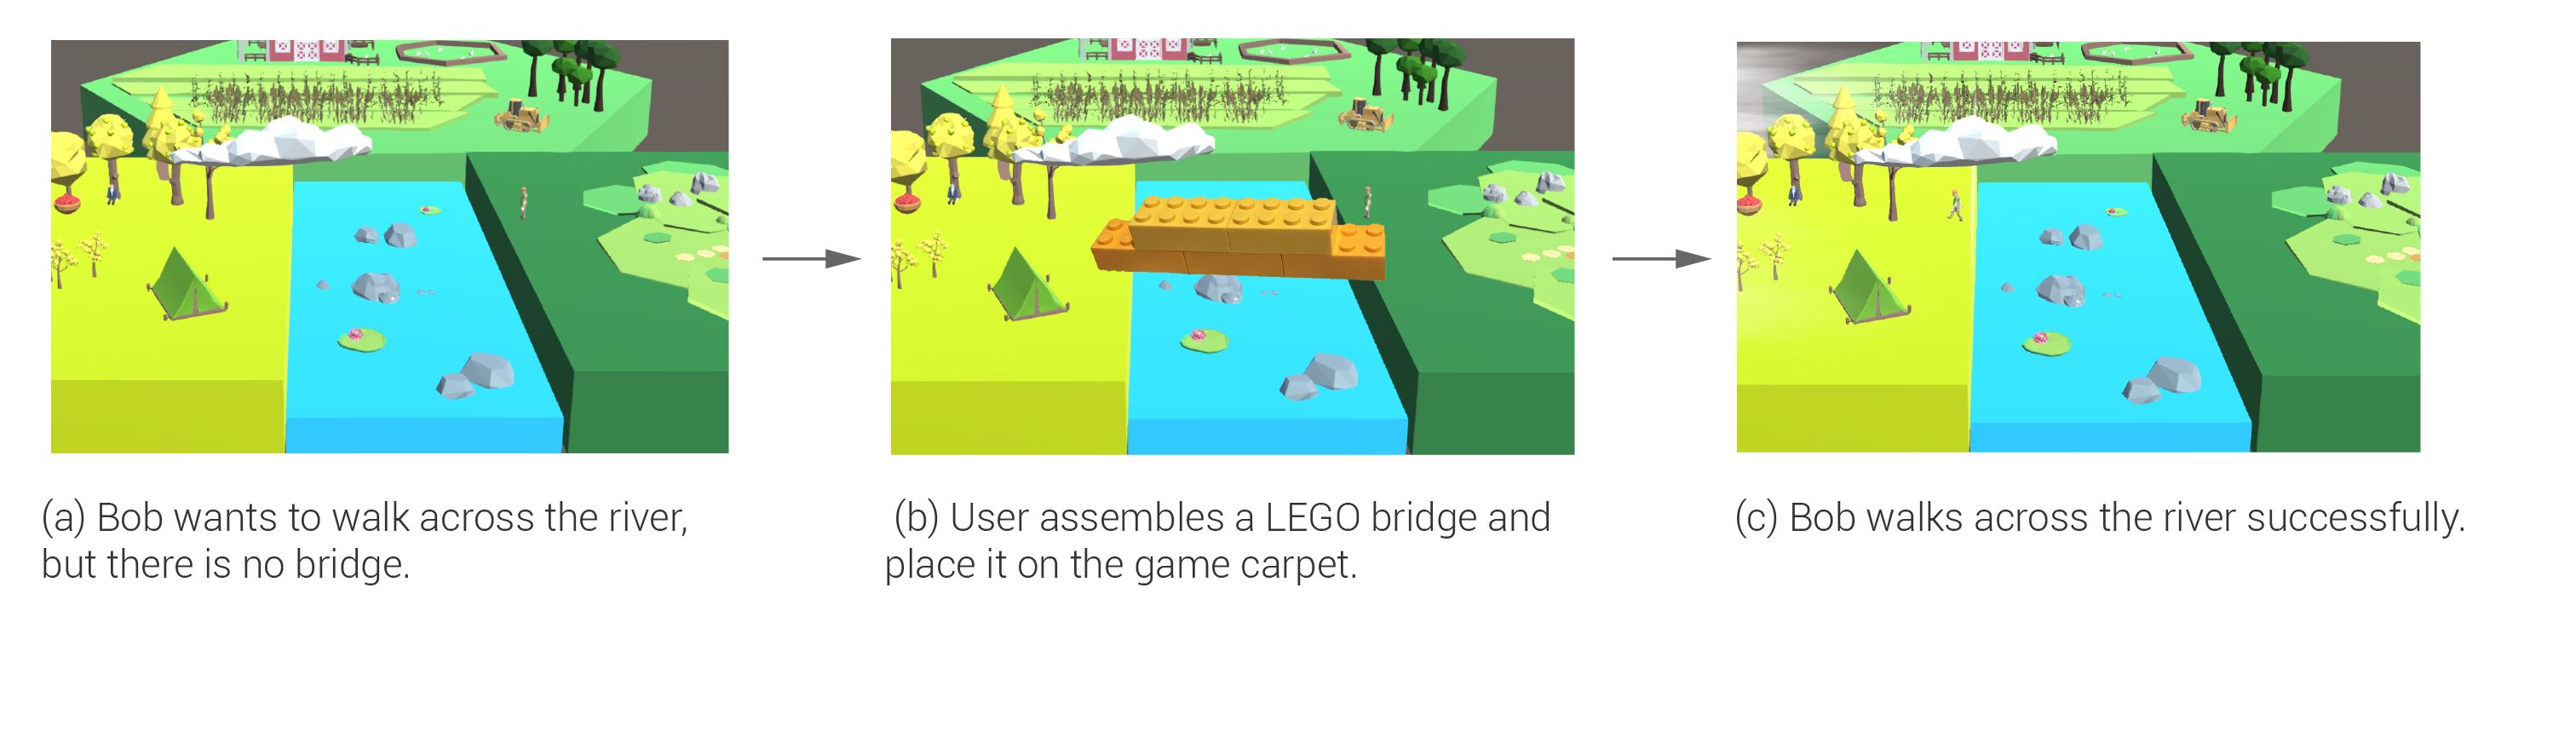 (a) Bob wants to walk across the river,
but there is no bridge.
(b) User assembles a LEGO bridge and
place it on the game carpet.
(c) Bob walks across the river successfully.